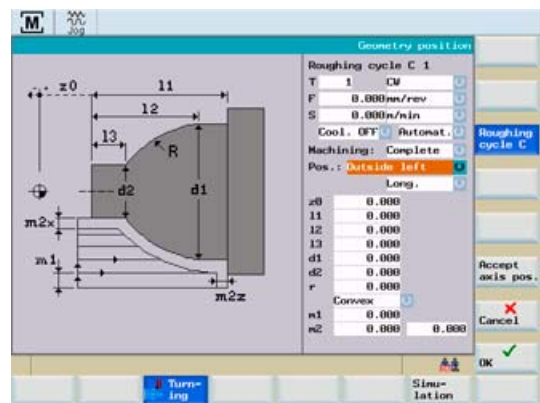 M
Jog
Geometry position
Roughing cycle C 1
T 1 CW
F 0.000 mm/rev
S 0.000 m/min
Cool. OFF Automat.
Machining: Complete
Pos.: Outside left
Long.
z0 0.000
l1 0.000
l2 0.000
l3 0.000
d1 0.000
d2 0.000
r 0.000
Convex
m1 0.000
m2 0.000 0.000
z0 l1
l2
l3
R
d2 d1
m2x
m1
m2z
Roughing
cycle C
Accept
axis pos.
Cancel
OK
Turn-
ing
Simu-
lation